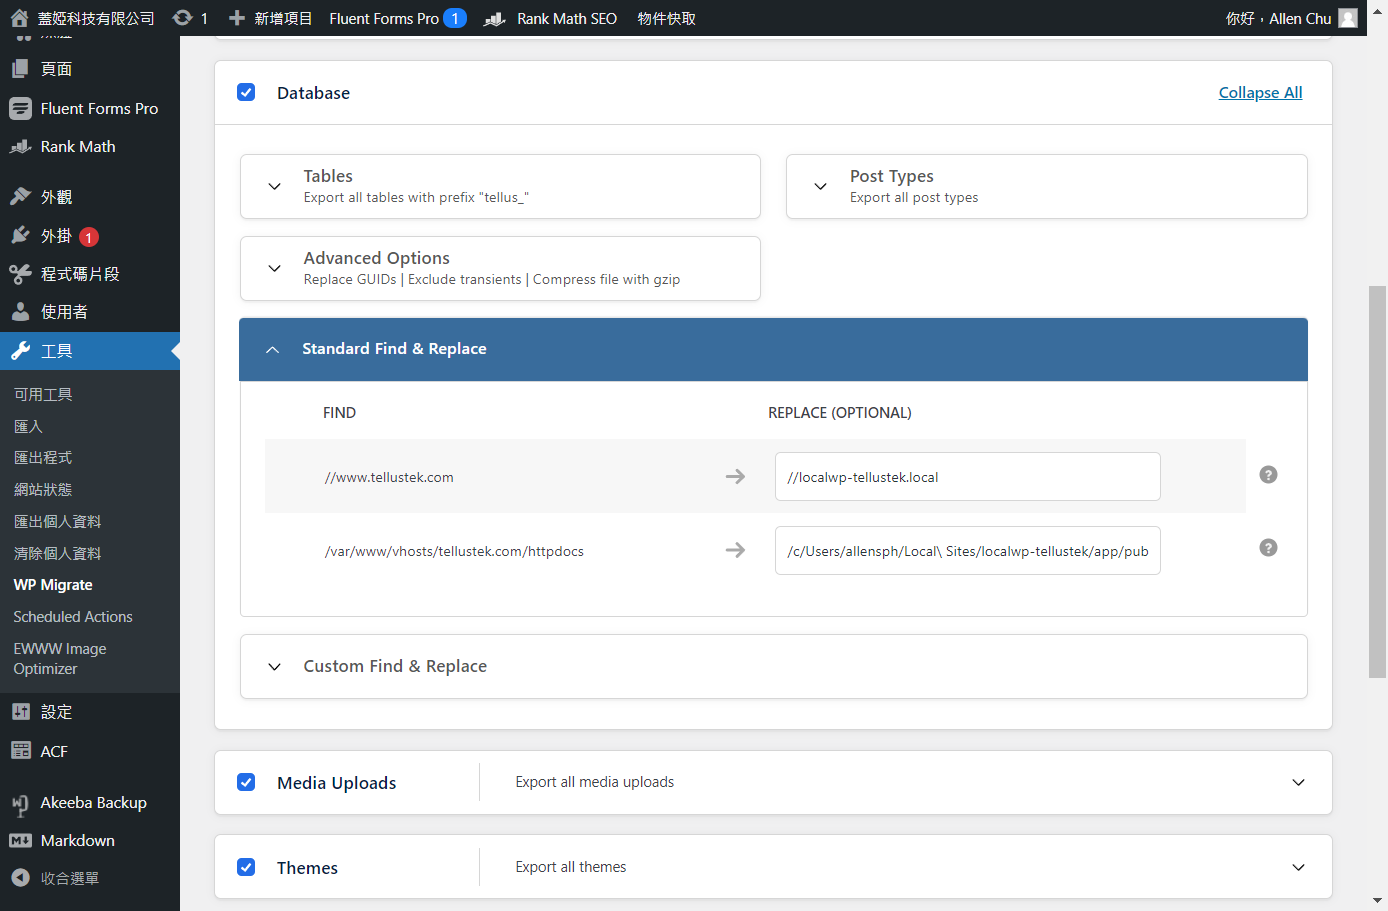 蓋婭科技有限公司 1 新增項目 Fluent Forms Pro 1 Rank Math SEO 物件快取 你好，Allen Chu
頁面
Fluent Forms Pro
Rank Math
外觀
外掛 1
程式碼片段
使用者
工具
可用工具
匯入
匯出程式
網站狀態
匯出個人資料
清除個人資料
WP Migrate
Scheduled Actions
EWWW Image
Optimizer
設定
ACF
Akeeba Backup
Markdown
收合選單
Database Collapse All
Tables
Export all tables with prefix "tellus_"
Post Types
Export all post types
Advanced Options
Replace GUIDs | Exclude transients | Compress file with gzip
Standard Find & Replace
FIND REPLACE (OPTIONAL)
//www.tellustek.com //localwp-tellustek.local
/var/www/vhosts/tellustek.com/httpdocs /c/Users/allensph/Local\ Sites/localwp-tellustek/app/pub
Custom Find & Replace
Media Uploads Export all media uploads
Themes Export all themes